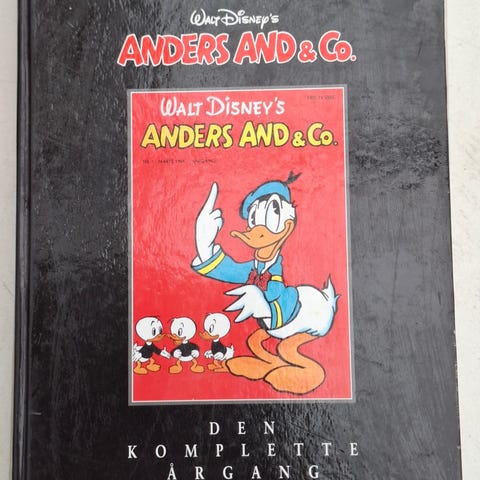 WALT DISNEY'S
ANDERS AND & Co.
WALT DISNEY'S
ANDERS AND & Co.
DEN
KOMPLETTE
ÅRGANG